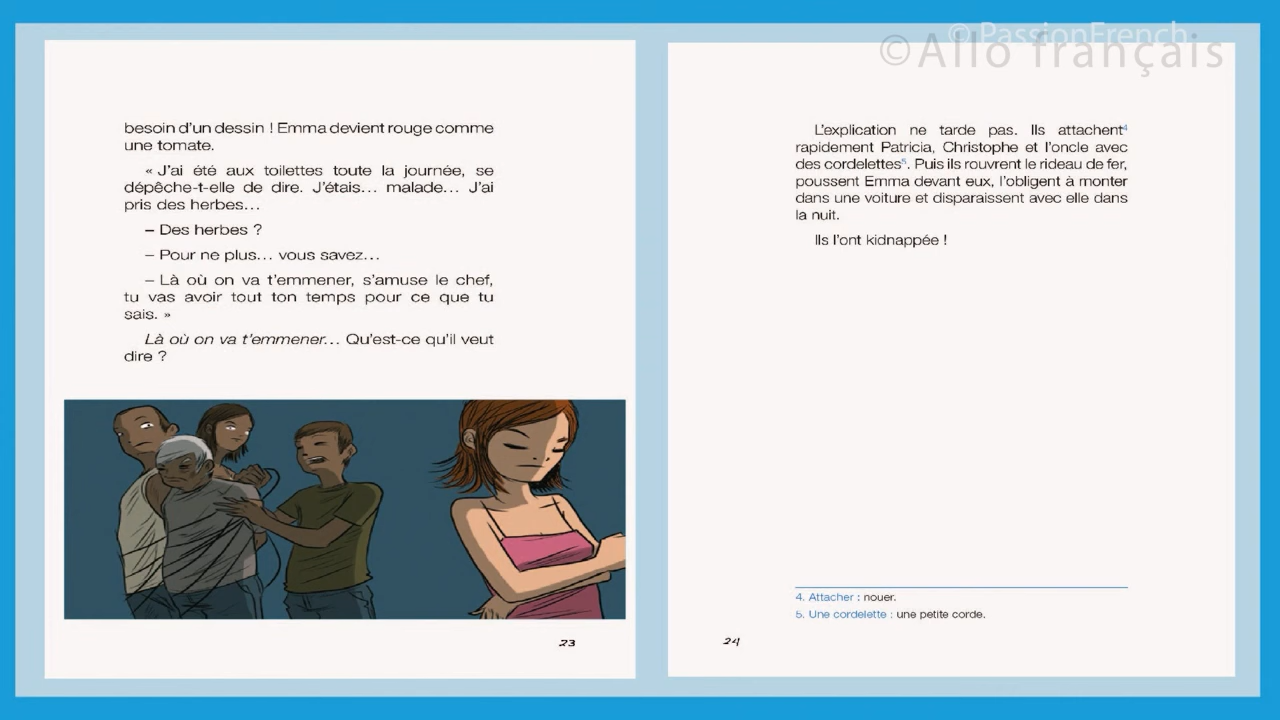 © PassionFrench
©Allo français
besoin d'un dessin ! Emma devient rouge comme
une tomate.
« J'ai été aux toilettes toute la journée, se
dépêche-t-elle de dire. J'étais… malade… J'ai
pris des herbes…
– Des herbes ?
– Pour ne plus… vous savez…
– Là où on va t'emmener, s'amuse le chef,
tu vas avoir tout ton temps pour ce que tu
sais. »
Là où on va t'emmener… Qu'est-ce qu'il veut
dire ?
23
L'explication ne tarde pas. Ils attachent4
rapidement Patricia, Christophe et l'oncle avec
des cordelettes5. Puis ils rouvrent le rideau de fer,
poussent Emma devant eux, l'obligent à monter
dans une voiture et disparaissent avec elle dans
la nuit.
Ils l'ont kidnappée !
4. Attacher : nouer.
5. Une cordelette : une petite corde.
24